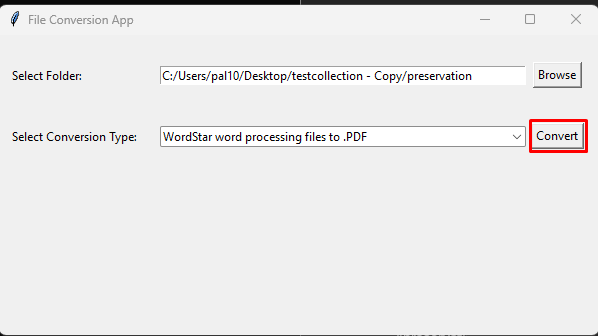 File Conversion App
Select Folder: C:/Users/pal10/Desktop/testcollection - Copy/preservation Browse
Select Conversion Type: WordStar word processing files to .PDF Convert